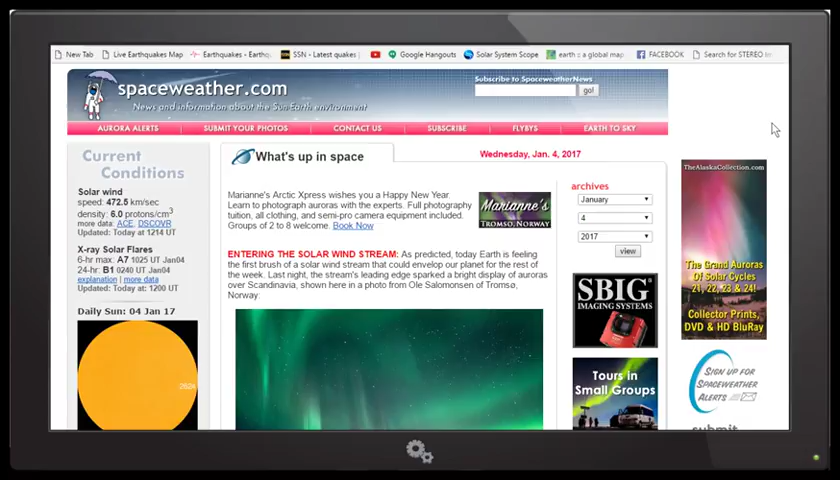 New Tab
Live Earthquakes Map
Earthquakes - Earthq
SSN - Latest quakes |
Google Hangouts
Solar System Scope
earth :: a global map
FACEBOOK
Search for STEREO
spaceweather.com
News and information about the Sun-Earth environment
Subscribe to SpaceweatherNews
go!
AURORA ALERTS
SUBMIT YOUR PHOTOS
CONTACT US
SUBSCRIBE
FLYBYS
EARTH TO SKY
Current
Conditions
Solar wind
speed: 472.5 km/sec
density: 6.0 protons/cm3
more data: ACE, DSCOVR
Updated: Today at 1214 UT
X-ray Solar Flares
6-hr max: A7 1025 UT Jan04
24-hr: B1 0240 UT Jan04
explanation | more data
Updated: Today at: 1200 UT
Daily Sun: 04 Jan 17
2624
What's up in space
Wednesday, Jan. 4, 2017
Marianne's Arctic Xpress wishes you a Happy New Year.
Learn to photograph auroras with the experts. Full photography
tuition, all clothing, and semi-pro camera equipment included.
Groups of 2 to 8 welcome. Book Now
Marianne's
TROMSO, NORWAY
ENTERING THE SOLAR WIND STREAM: As predicted, today Earth is feeling
the first brush of a solar wind stream that could envelop our planet for the rest of
the week. Last night, the stream's leading edge sparked a bright display of auroras
over Scandinavia, shown here in a photo from Ole Salomonsen of Tromsø,
Norway:
archives
January
4
2017
view
SBIG
IMAGING SYSTEMS
Tours in
Small Groups
TheAlaskaCollection.com
The Grand Auroras
Of Solar Cycles
21, 22, 23 & 24!
Collector Prints,
DVD & HD BluRay
SIGN UP FOR
SPACEWEATHER
ALERTS
submit